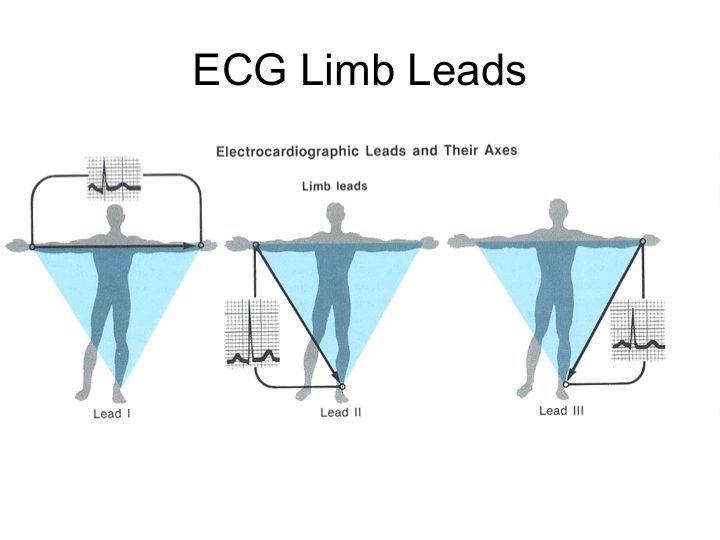 ECG Limb Leads
Electrocardiographic Leads and Their Axes
Limb leads
Lead I
Lead II
Lead III